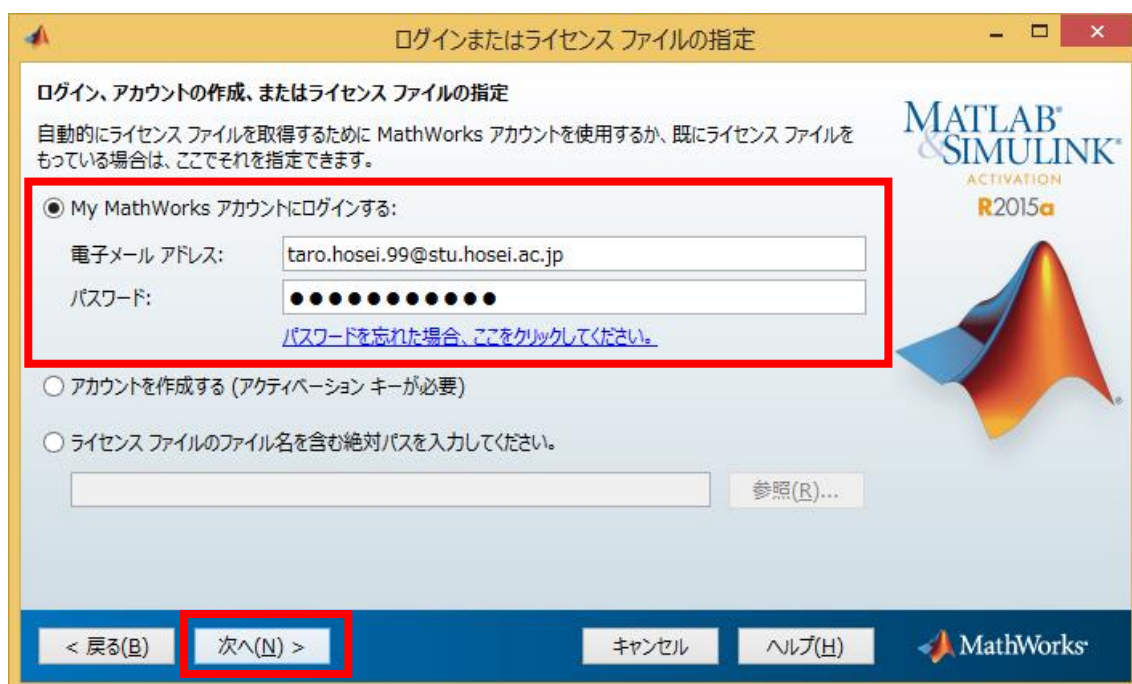 ログインまたはライセンス ファイルの指定
ログイン、アカウントの作成、またはライセンス ファイルの指定
自動的にライセンス ファイルを取得するために MathWorks アカウントを使用するか、既にライセンス ファイルを
もっている場合は、ここでそれを指定できます。
MATLAB®
&SIMULINK®
ACTIVATION
R2015a
My MathWorks アカウントにログインする:
電子メール アドレス: taro.hosei.99@stu.hosei.ac.jp
パスワード: ●●●●●●●●●●●
パスワードを忘れた場合、ここをクリックしてください。
アカウントを作成する (アクティベーション キーが必要)
ライセンス ファイルのファイル名を含む絶対パスを入力してください。
参照(R)...
< 戻る(B) 次へ(N) > キャンセル ヘルプ(H) MathWorks®